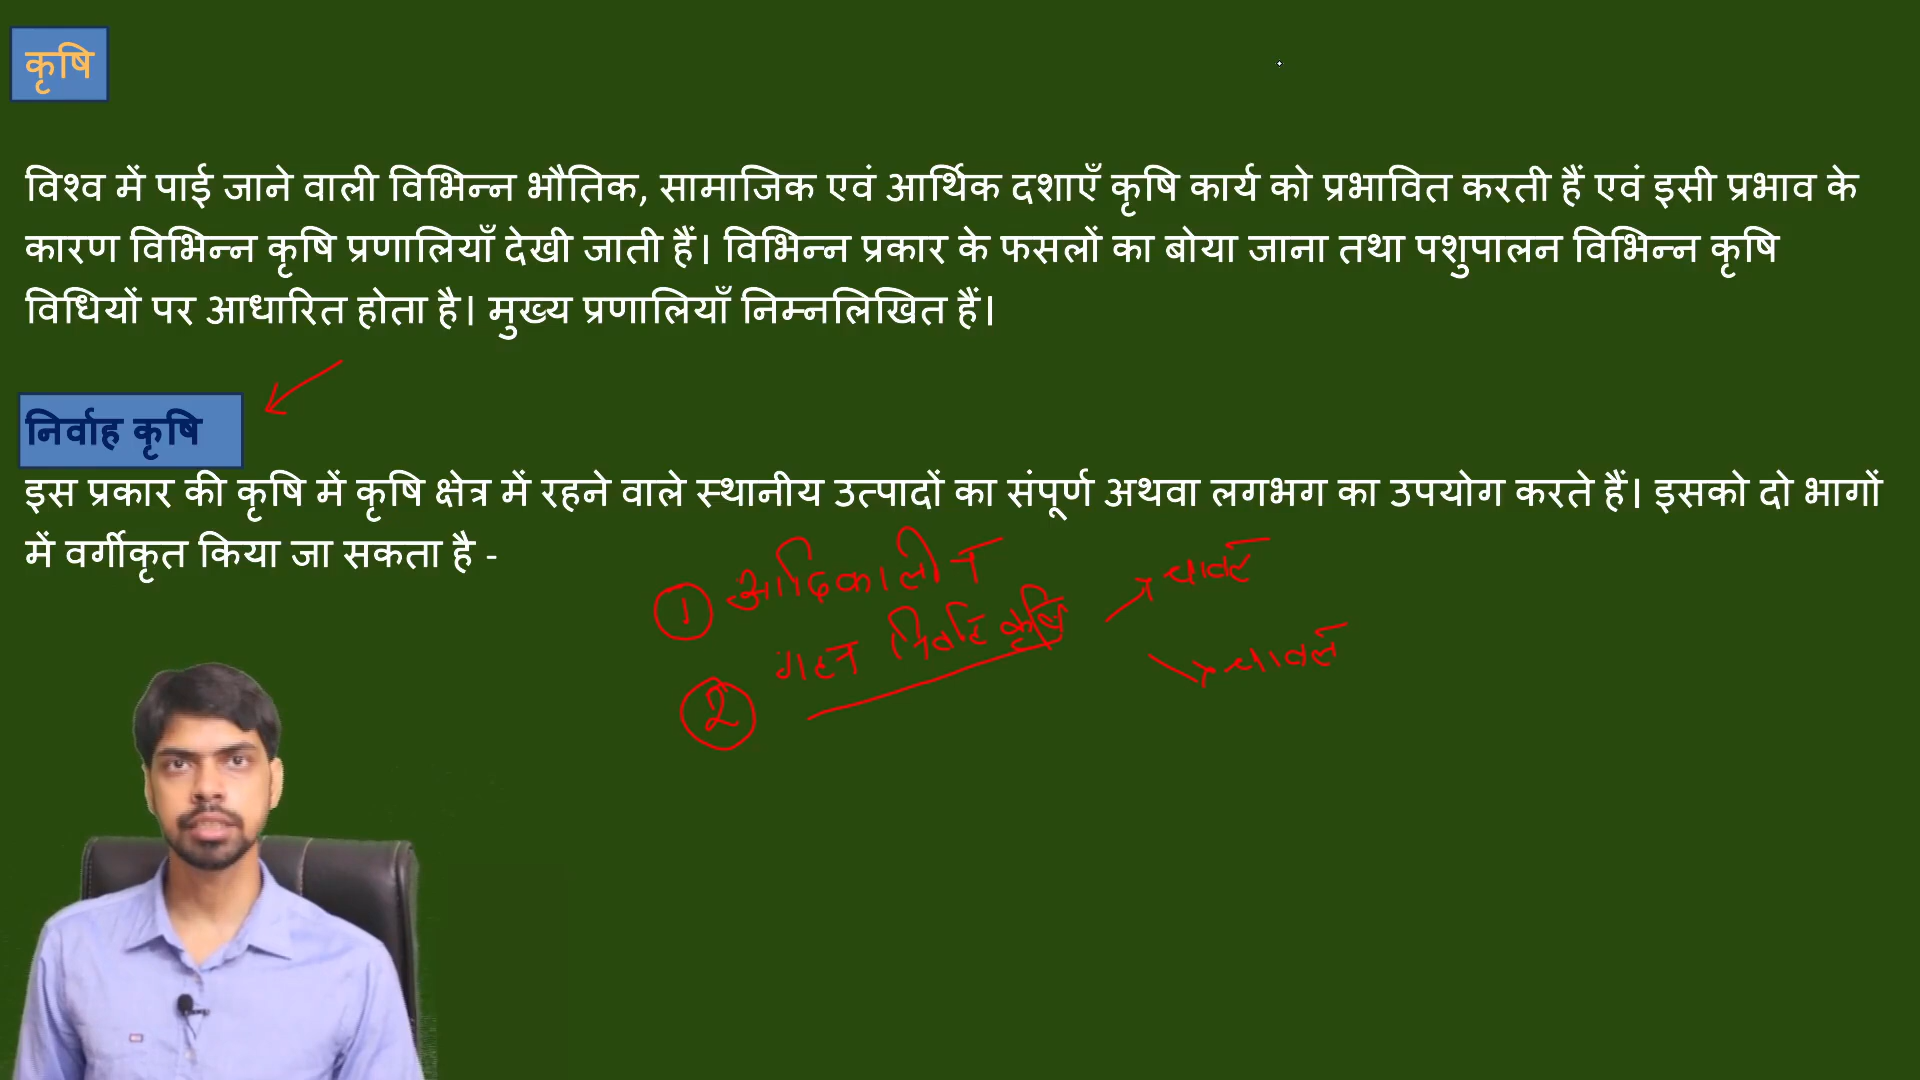 कृषि
विश्व में पाई जाने वाली विभिन्न भौतिक, सामाजिक एवं आर्थिक दशाएँ कृषि कार्य को प्रभावित करती हैं एवं इसी प्रभाव के
कारण विभिन्न कृषि प्रणालियाँ देखी जाती हैं। विभिन्न प्रकार के फसलों का बोया जाना तथा पशुपालन विभिन्न कृषि
विधियों पर आधारित होता है। मुख्य प्रणालियाँ निम्नलिखित हैं।
निर्वाह कृषि
इस प्रकार की कृषि में कृषि क्षेत्र में रहने वाले स्थानीय उत्पादों का संपूर्ण अथवा लगभग का उपयोग करते हैं। इसको दो भागों
में वर्गीकृत किया जा सकता है -
1 आदिकालीन
2 गहन निर्वाह कृषि
चावल
चावल